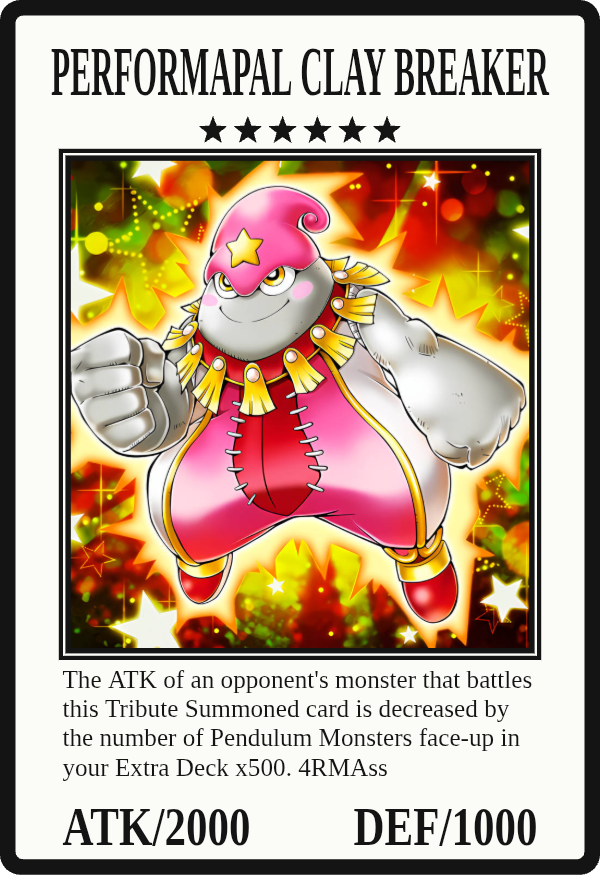 PERFORMAPAL CLAY BREAKER
The ATK of an opponent's monster that battles
this Tribute Summoned card is decreased by
the number of Pendulum Monsters face-up in
your Extra Deck x500. 4RMAss
ATK/2000 DEF/1000